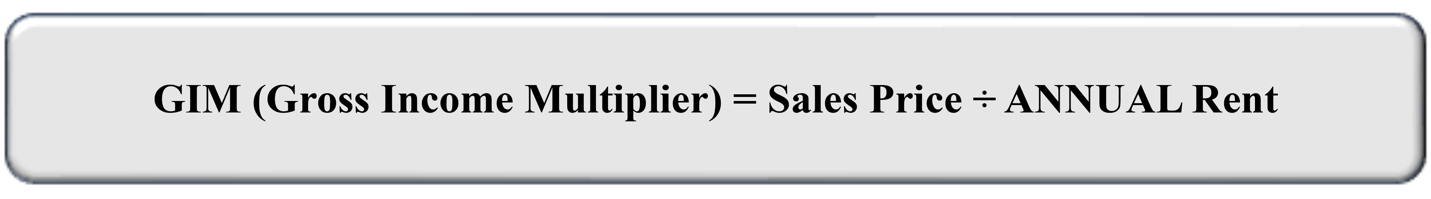 GIM (Gross Income Multiplier) = Sales Price ÷ ANNUAL Rent